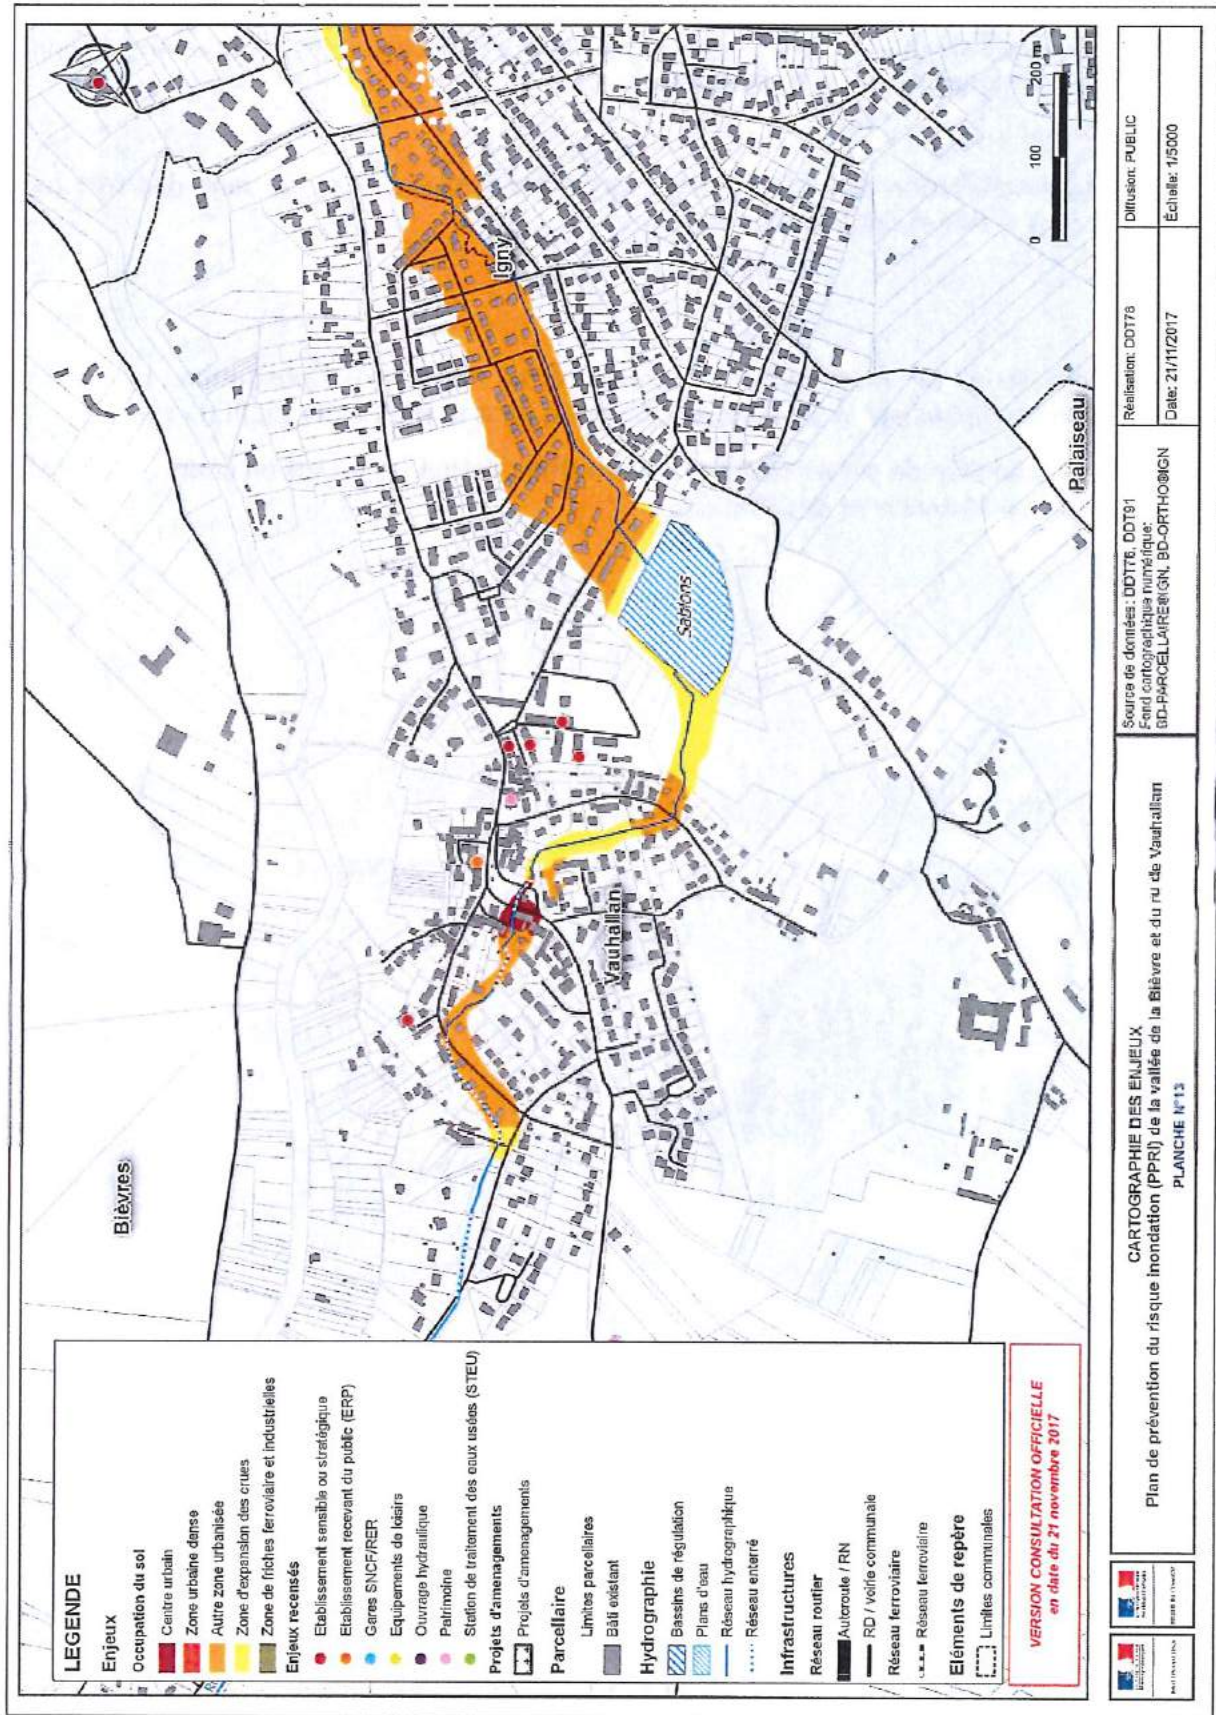 LEGENDE
Enjeux
Occupation du sol
Centre urbain
Zone urbaine dense
Autre zone urbanisée
Zone d'expansion des crues
Zone de friches ferroviaire et industrielles
Enjeux recensés
Etablissement sensible ou stratégique
Etablissement recevant du public (ERP)
Gares SNCF/RER
Equipements de loisirs
Ouvrage hydraulique
Patrimoine
Station de traitement des eaux usées (STEU)
Projets d'amenagements
Projets d'amenagements
Parcellaire
Limites parcellaires
Bâti existant
Hydrographie
Bassins de régulation
Plans d'eau
Réseau hydrographique
Réseau enterré
Infrastructures
Réseau routier
Autoroute / RN
RD / voirie communale
Réseau ferroviaire
Réseau ferroviaire
Eléments de repère
Limites communales
VERSION CONSULTATION OFFICIELLE
en date du 21 novembre 2017
Bièvres
Igny
Vauhallan
Sablons
Palaiseau
0 100 200 m
CARTOGRAPHIE DES ENJEUX
Plan de prévention du risque inondation (PPRI) de la vallée de la Bièvre et du ru de Vauhallan
PLANCHE N°13
Source de données: DDT78, DDT91
Fond cartographique numérique:
BD-PARCELLAIRE®IGN, BD-ORTHO®IGN
Réalisation: DDT78
Date: 21/11/2017
Diffusion: PUBLIC
Échelle: 1/5000